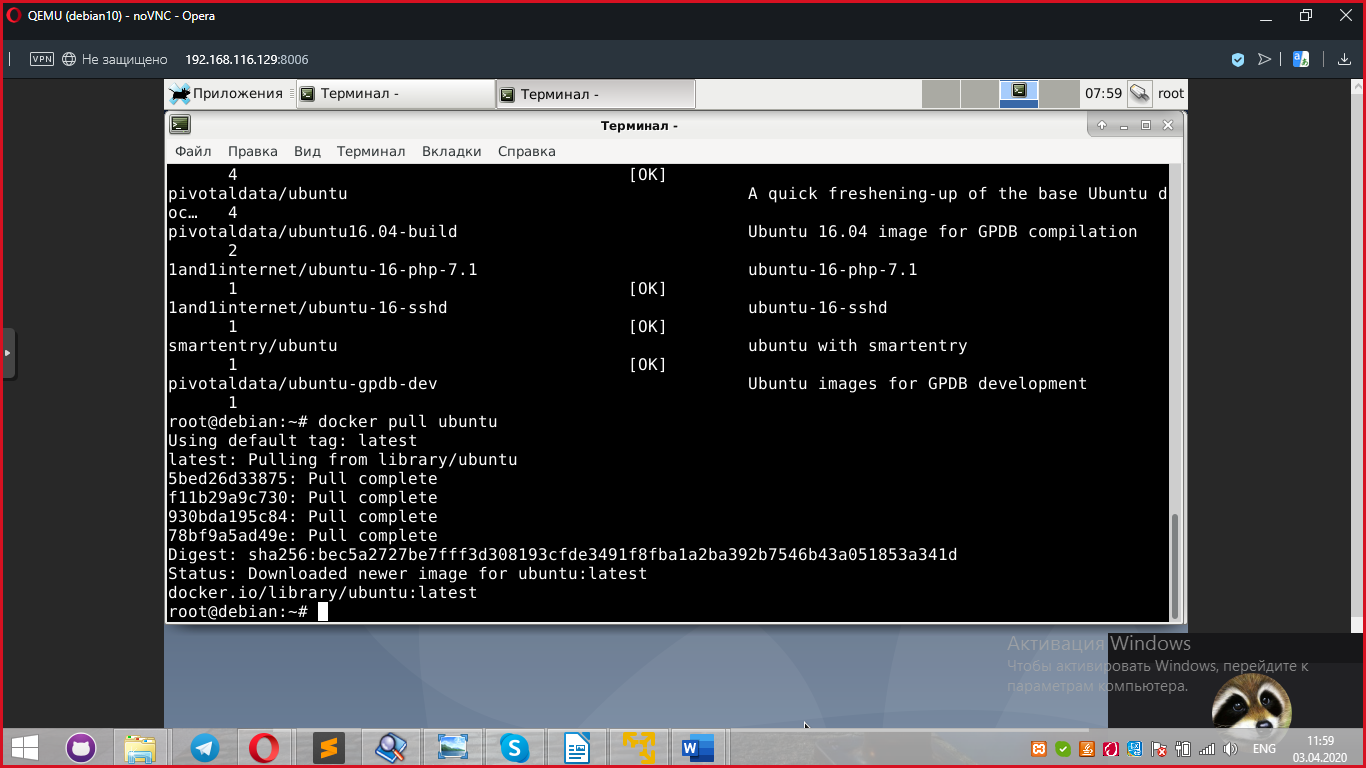 QEMU (debian10) - noVNC - Opera
VPN Не защищено 192.168.116.129:8006
Приложения Терминал - Терминал - 07:59 root
Терминал -
Файл Правка Вид Терминал Вкладки Справка
4 [OK]
pivotaldata/ubuntu A quick freshening-up of the base Ubuntu d
oc… 4
pivotaldata/ubuntu16.04-build Ubuntu 16.04 image for GPDB compilation
2
1and1internet/ubuntu-16-php-7.1 ubuntu-16-php-7.1
1 [OK]
1and1internet/ubuntu-16-sshd ubuntu-16-sshd
1 [OK]
smartentry/ubuntu ubuntu with smartentry
1 [OK]
pivotaldata/ubuntu-gpdb-dev Ubuntu images for GPDB development
1
root@debian:~# docker pull ubuntu
Using default tag: latest
latest: Pulling from library/ubuntu
5bed26d33875: Pull complete
f11b29a9c730: Pull complete
930bda195c84: Pull complete
78bf9a5ad49e: Pull complete
Digest: sha256:bec5a2727be7fff3d308193cfde3491f8fba1a2ba392b7546b43a051853a341d
Status: Downloaded newer image for ubuntu:latest
docker.io/library/ubuntu:latest
root@debian:~#
Активация Windows
Чтобы активировать Windows, перейдите к
параметрам компьютера.
ENG 11:59
03.04.2020